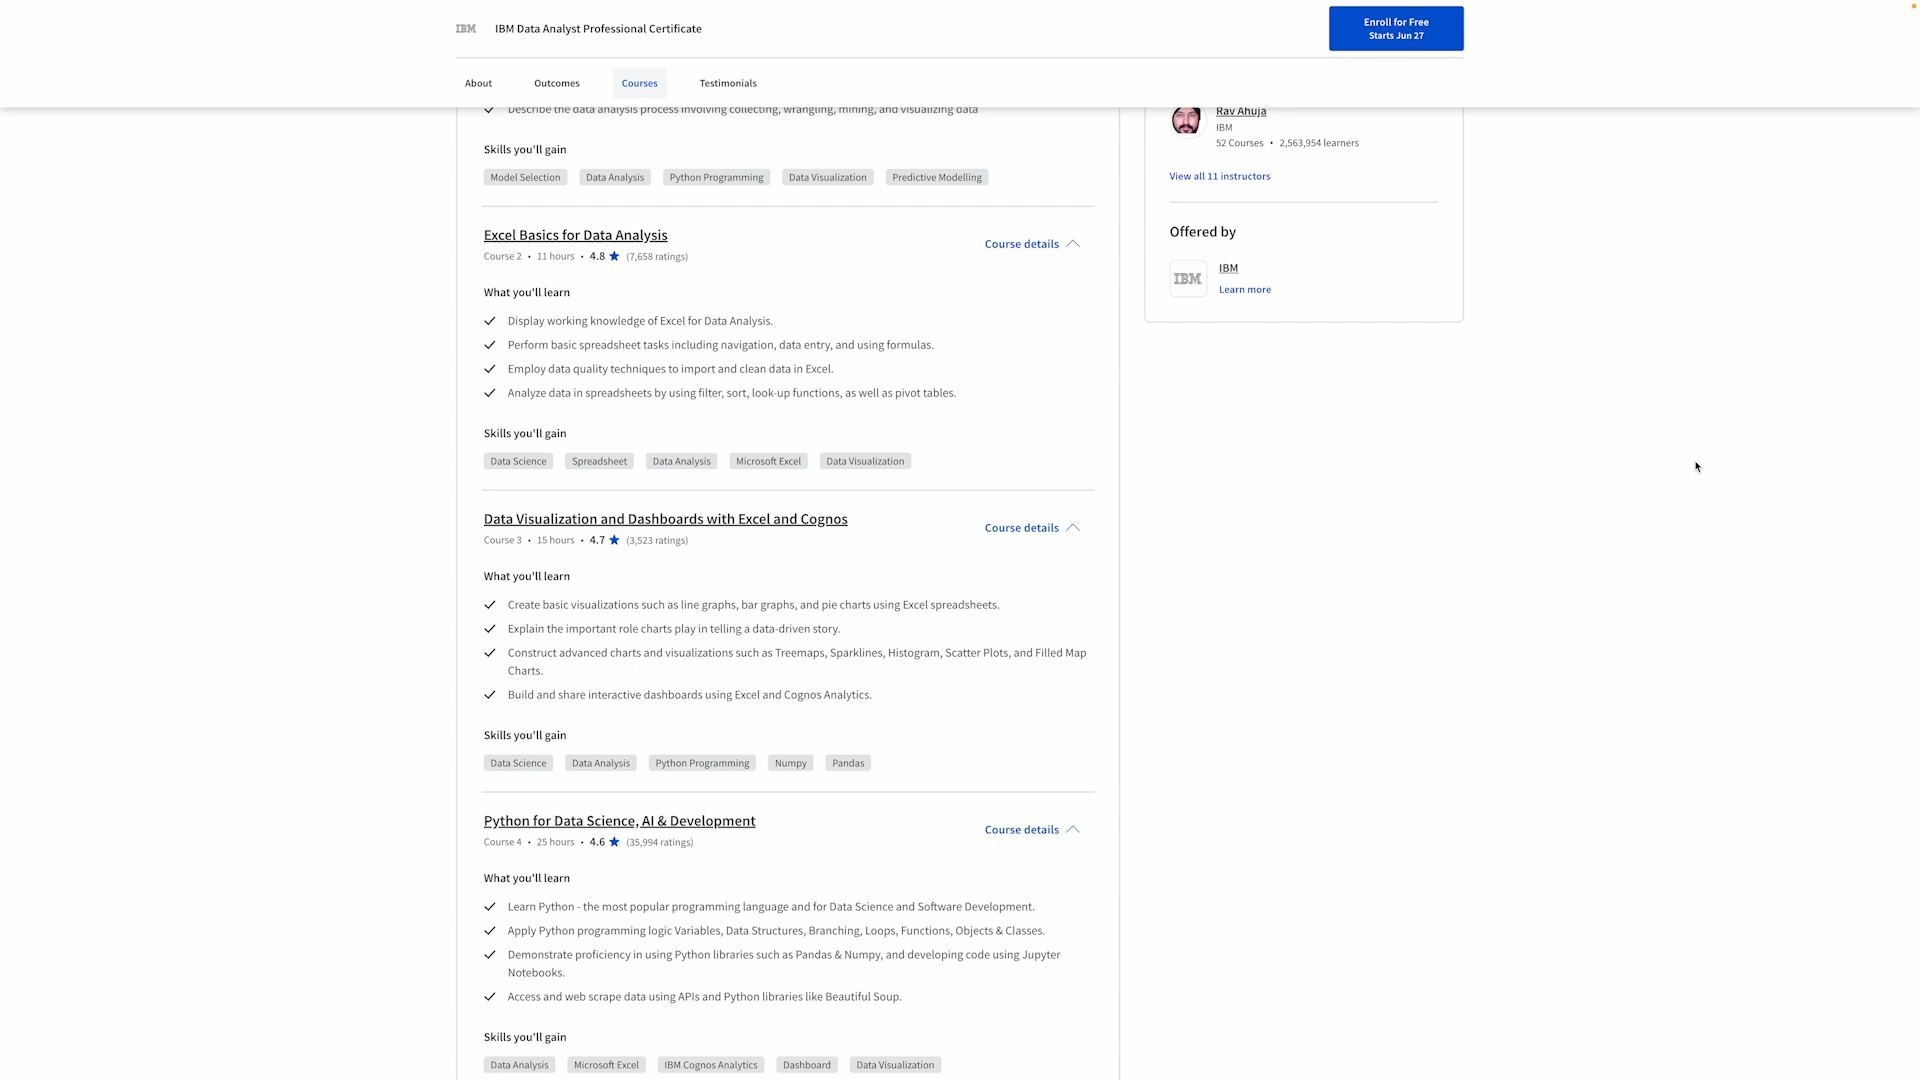 IBM
IBM Data Analyst Professional Certificate
Enroll for Free
Starts Jun 27
About
Outcomes
Courses
Testimonials
Describe the data analysis process involving collecting, wrangling, mining, and visualizing data
Skills you'll gain
Model Selection
Data Analysis
Python Programming
Data Visualization
Predictive Modelling
Excel Basics for Data Analysis
Course details
Course 2 • 11 hours • 4.8 ★ (7,658 ratings)
What you'll learn
Display working knowledge of Excel for Data Analysis.
Perform basic spreadsheet tasks including navigation, data entry, and using formulas.
Employ data quality techniques to import and clean data in Excel.
Analyze data in spreadsheets by using filter, sort, look-up functions, as well as pivot tables.
Skills you'll gain
Data Science
Spreadsheet
Data Analysis
Microsoft Excel
Data Visualization
Data Visualization and Dashboards with Excel and Cognos
Course details
Course 3 • 15 hours • 4.7 ★ (3,523 ratings)
What you'll learn
Create basic visualizations such as line graphs, bar graphs, and pie charts using Excel spreadsheets.
Explain the important role charts play in telling a data-driven story.
Construct advanced charts and visualizations such as Treemaps, Sparklines, Histogram, Scatter Plots, and Filled Map
Charts.
Build and share interactive dashboards using Excel and Cognos Analytics.
Skills you'll gain
Data Science
Data Analysis
Python Programming
Numpy
Pandas
Python for Data Science, AI & Development
Course details
Course 4 • 25 hours • 4.6 ★ (35,994 ratings)
What you'll learn
Learn Python - the most popular programming language and for Data Science and Software Development.
Apply Python programming logic Variables, Data Structures, Branching, Loops, Functions, Objects & Classes.
Demonstrate proficiency in using Python libraries such as Pandas & Numpy, and developing code using Jupyter
Notebooks.
Access and web scrape data using APIs and Python libraries like Beautiful Soup.
Skills you'll gain
Data Analysis
Microsoft Excel
IBM Cognos Analytics
Dashboard
Data Visualization
Rav Ahuja
IBM
52 Courses • 2,563,954 learners
View all 11 instructors
Offered by
IBM
IBM
Learn more